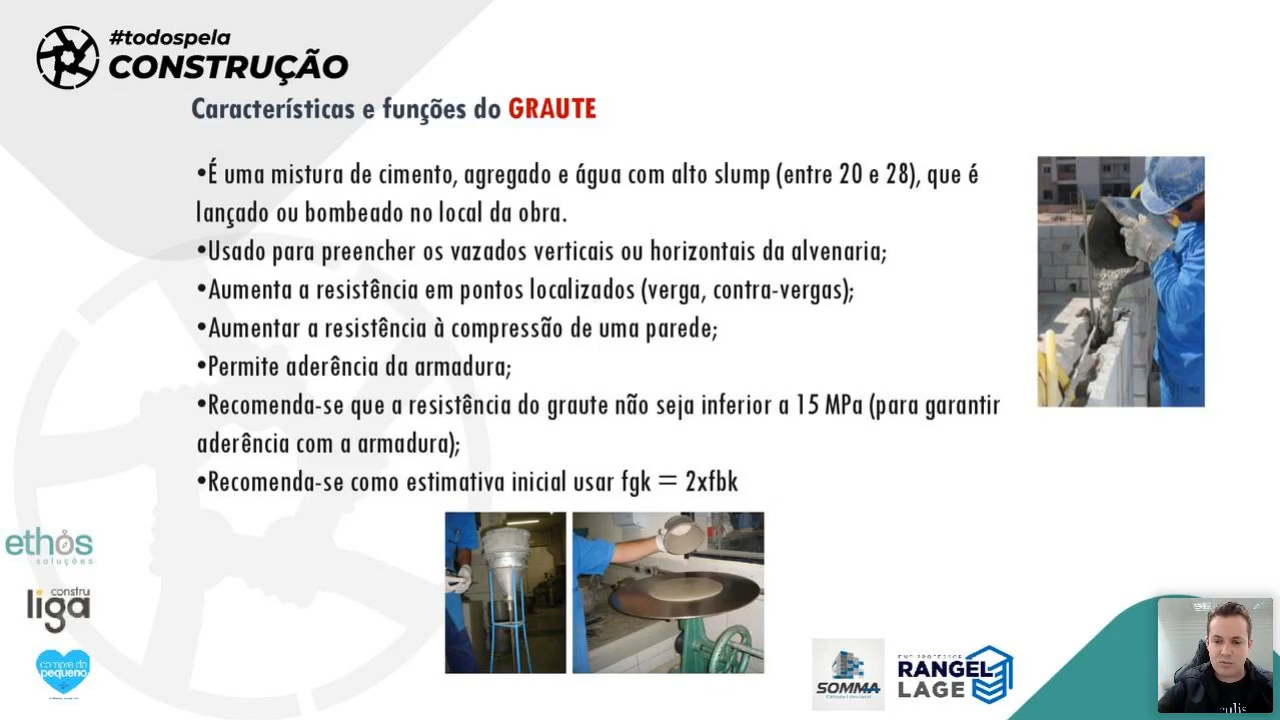 #todospela
CONSTRUÇÃO
Características e funções do GRAUTE
•É uma mistura de cimento, agregado e água com alto slump (entre 20 e 28), que é
lançado ou bombeado no local da obra.
•Usado para preencher os vazados verticais ou horizontais da alvenaria;
•Aumenta a resistência em pontos localizados (verga, contra-vergas);
•Aumentar a resistência à compressão de uma parede;
•Permite aderência da armadura;
•Recomenda-se que a resistência do graute não seja inferior a 15 MPa (para garantir
aderência com a armadura);
•Recomenda-se como estimativa inicial usar fgk = 2xfbk
ethos
soluções
constru
liga
compre do
pequeno
SOMMA
ENG PROFESSOR
RANGEL
LAGE